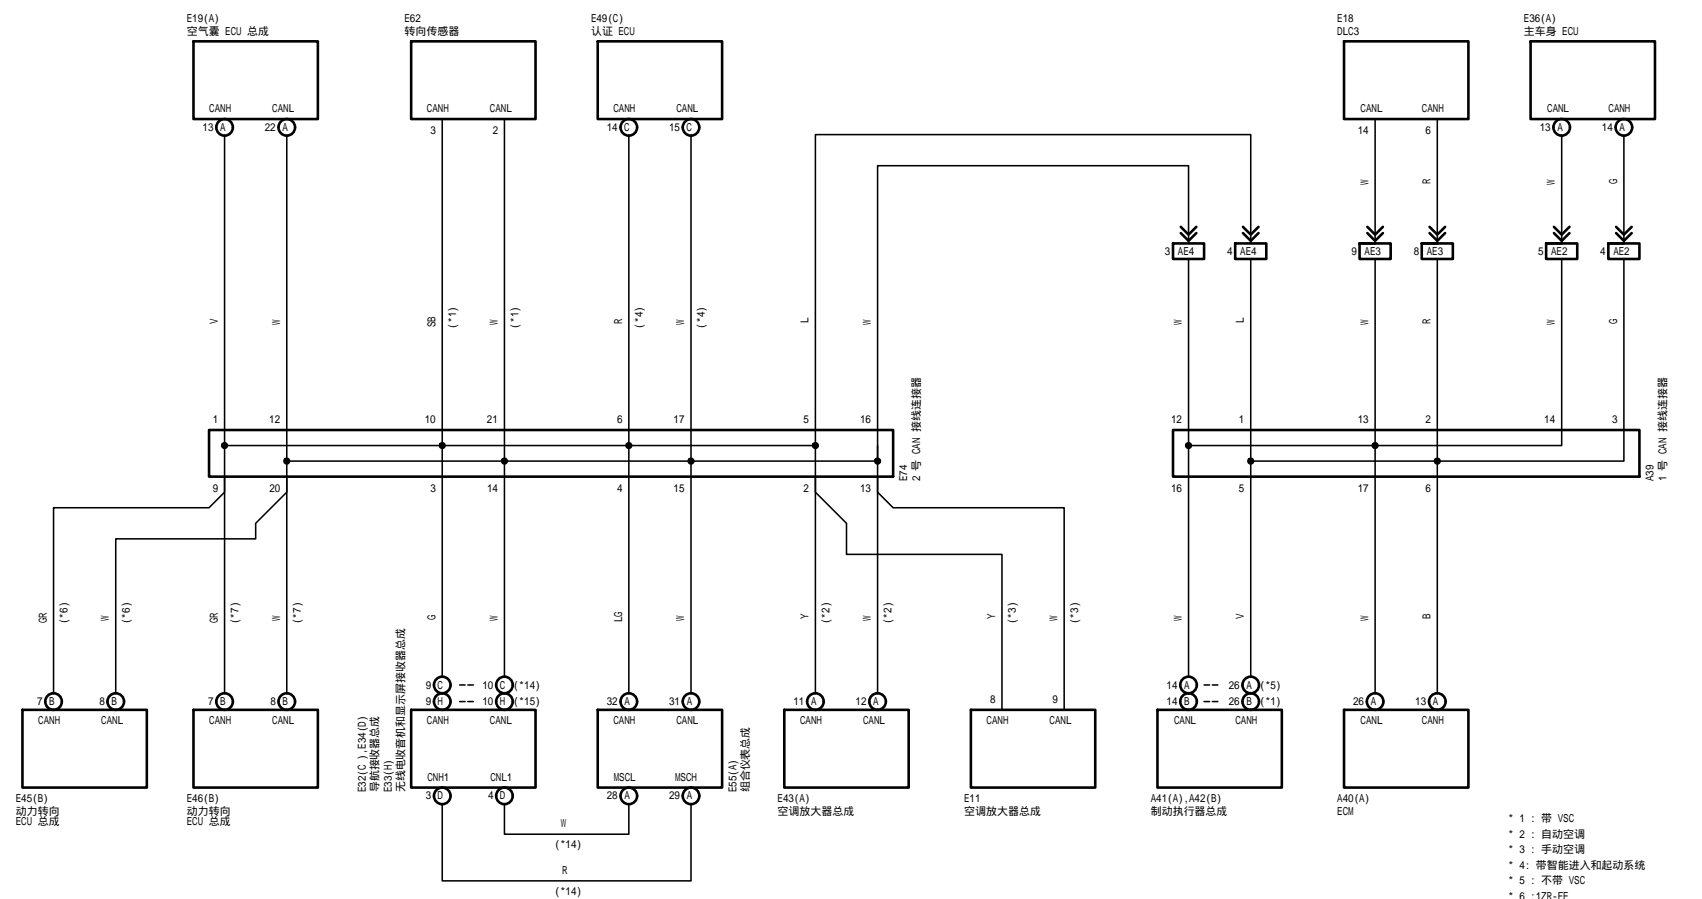 E19(A)
空气囊 ECU 总成
E62
转向传感器
E49(C)
认证 ECU
E18
DLC3
E36(A)
主车身 ECU
CANH CANL
CANH CANL
CANH CANL
CANL CANH
CANL CANH
13 A 22 A
3 2
14 C 15 C
14 6
13 A 14 A
W R W G
3 AE4 4 AE4 9 AE3 8 AE3 5 AE2 4 AE2
V W SB (*1) W (*1) R (*4) W (*4) L W W L W R W G
1 12 10 21 6 17 5 16
12 1 13 2 14 3
E74
2 号 CAN 接线连接器
A39
1 号 CAN 接线连接器
9 20 3 14 4 15 2 13
16 5 17 6
GR (*6) W (*6) GR (*7) W (*7) G W LG W Y (*2) W (*2) Y (*3) W (*3) W V W B
9 C -- 10 C (*14)
9 H -- 10 H (*15)
14 A -- 26 A (*5)
14 B -- 26 B (*1)
7 B 8 B
7 B 8 B
32 A 31 A
11 A 12 A
8 9
26 A 13 A
CANH CANL
CANH CANL
CANH CANL
CANH CANL
CANH CANL
CANH CANL
CANL CANH
CANL CANH
CNH1 CNL1
MSCL MSCH
3 D 4 D
28 A 29 A
E32(C),E34(D)
导航接收器总成
E33(H)
无线电收音机和显示屏接收器总成
E55(A)
组合仪表总成
E45(B)
动力转向
ECU 总成
E46(B)
动力转向
ECU 总成
E43(A)
空调放大器总成
E11
空调放大器总成
A41(A),A42(B)
制动执行器总成
A40(A)
ECM
W
(*14)
R
(*14)
* 1 : 带 VSC
* 2 : 自动空调
* 3 : 手动空调
* 4: 带智能进入和起动系统
* 5 : 不带 VSC
* 6 :1ZR-FE